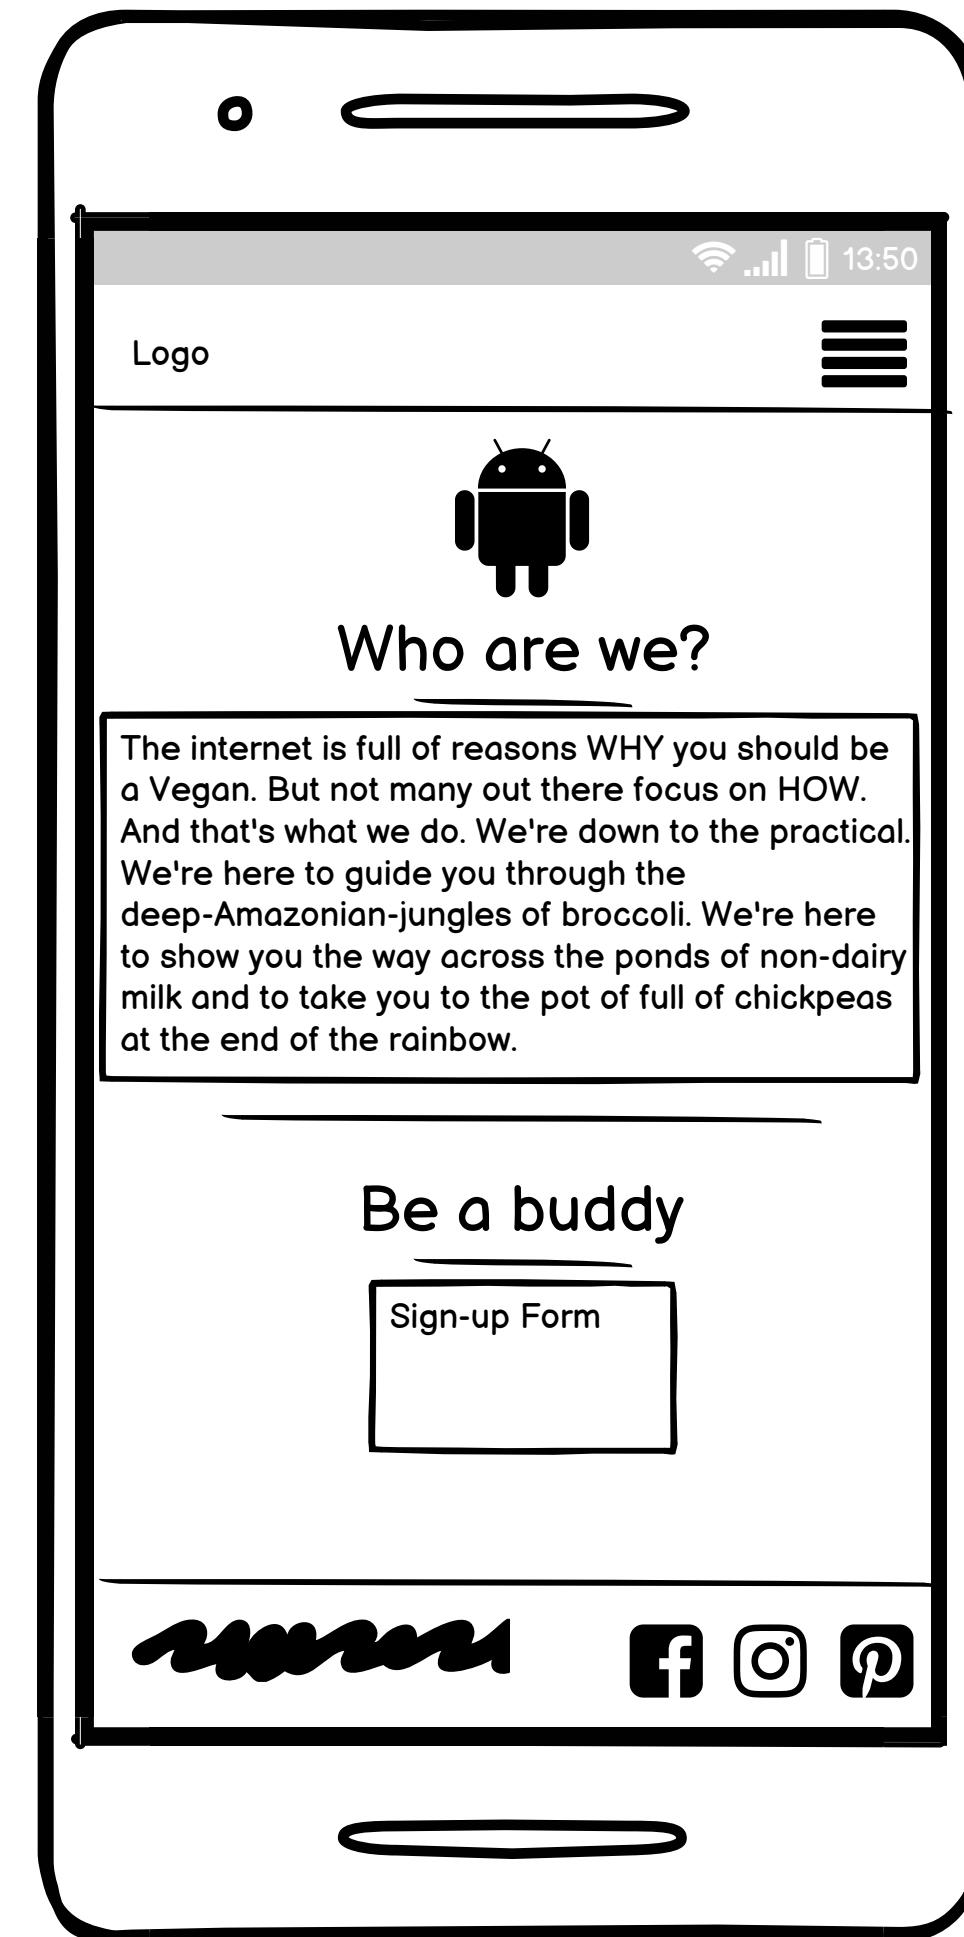 13:50
Logo
Who are we?
The internet is full of reasons WHY you should be
a Vegan. But not many out there focus on HOW.
And that's what we do. We're down to the practical.
We're here to guide you through the
deep-Amazonian-jungles of broccoli. We're here
to show you the way across the ponds of non-dairy
milk and to take you to the pot of full of chickpeas
at the end of the rainbow.
Be a buddy
Sign-up Form